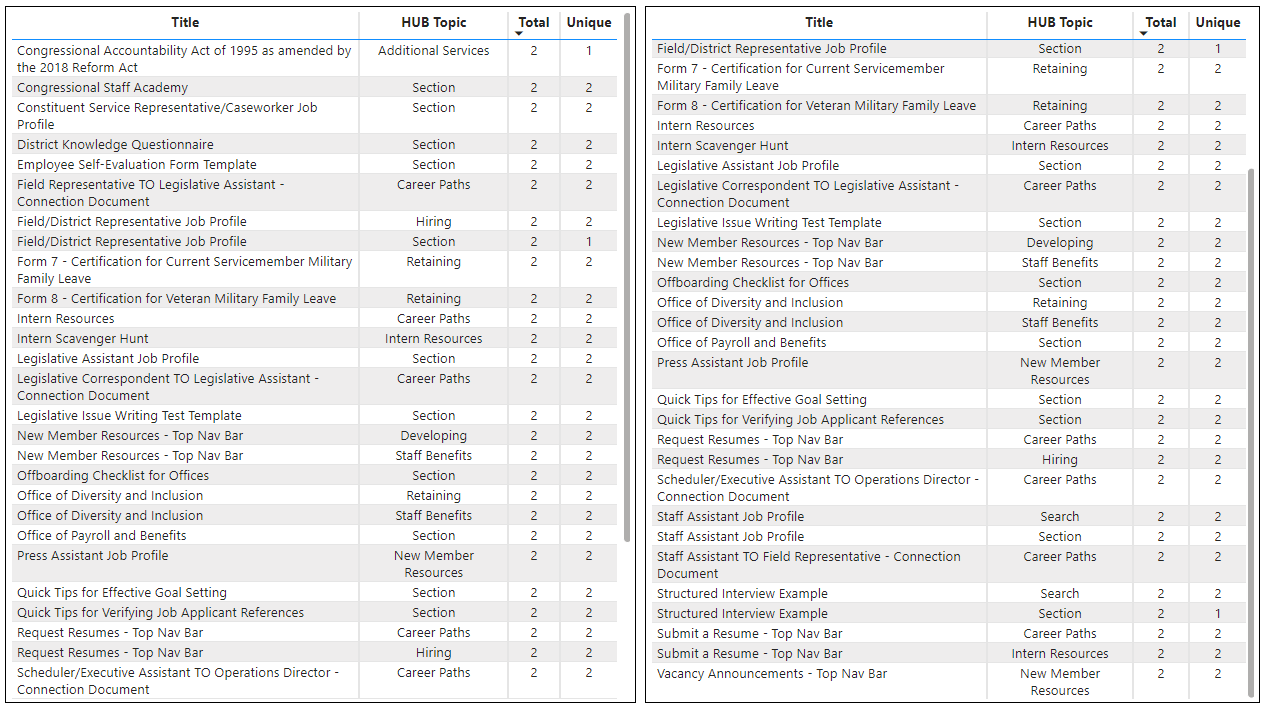 Title HUB Topic Total Unique
Congressional Accountability Act of 1995 as amended by Additional Services 2 1
the 2018 Reform Act
Congressional Staff Academy Section 2 2
Constituent Service Representative/Caseworker Job Section 2 2
Profile
District Knowledge Questionnaire Section 2 2
Employee Self-Evaluation Form Template Section 2 2
Field Representative TO Legislative Assistant - Career Paths 2 2
Connection Document
Field/District Representative Job Profile Hiring 2 2
Field/District Representative Job Profile Section 2 1
Form 7 - Certification for Current Servicemember Military Retaining 2 2
Family Leave
Form 8 - Certification for Veteran Military Family Leave Retaining 2 2
Intern Resources Career Paths 2 2
Intern Scavenger Hunt Intern Resources 2 2
Legislative Assistant Job Profile Section 2 2
Legislative Correspondent TO Legislative Assistant - Career Paths 2 2
Connection Document
Legislative Issue Writing Test Template Section 2 2
New Member Resources - Top Nav Bar Developing 2 2
New Member Resources - Top Nav Bar Staff Benefits 2 2
Offboarding Checklist for Offices Section 2 2
Office of Diversity and Inclusion Retaining 2 2
Office of Diversity and Inclusion Staff Benefits 2 2
Office of Payroll and Benefits Section 2 2
Press Assistant Job Profile New Member 2 2
Resources
Quick Tips for Effective Goal Setting Section 2 2
Quick Tips for Verifying Job Applicant References Section 2 2
Request Resumes - Top Nav Bar Career Paths 2 2
Request Resumes - Top Nav Bar Hiring 2 2
Scheduler/Executive Assistant TO Operations Director - Career Paths 2 2
Connection Document
Title HUB Topic Total Unique
Field/District Representative Job Profile Section 2 1
Form 7 - Certification for Current Servicemember Retaining 2 2
Military Family Leave
Form 8 - Certification for Veteran Military Family Leave Retaining 2 2
Intern Resources Career Paths 2 2
Intern Scavenger Hunt Intern Resources 2 2
Legislative Assistant Job Profile Section 2 2
Legislative Correspondent TO Legislative Assistant - Career Paths 2 2
Connection Document
Legislative Issue Writing Test Template Section 2 2
New Member Resources - Top Nav Bar Developing 2 2
New Member Resources - Top Nav Bar Staff Benefits 2 2
Offboarding Checklist for Offices Section 2 2
Office of Diversity and Inclusion Retaining 2 2
Office of Diversity and Inclusion Staff Benefits 2 2
Office of Payroll and Benefits Section 2 2
Press Assistant Job Profile New Member 2 2
Resources
Quick Tips for Effective Goal Setting Section 2 2
Quick Tips for Verifying Job Applicant References Section 2 2
Request Resumes - Top Nav Bar Career Paths 2 2
Request Resumes - Top Nav Bar Hiring 2 2
Scheduler/Executive Assistant TO Operations Director - Career Paths 2 2
Connection Document
Staff Assistant Job Profile Search 2 2
Staff Assistant Job Profile Section 2 2
Staff Assistant TO Field Representative - Connection Career Paths 2 2
Document
Structured Interview Example Search 2 2
Structured Interview Example Section 2 1
Submit a Resume - Top Nav Bar Career Paths 2 2
Submit a Resume - Top Nav Bar Intern Resources 2 2
Vacancy Announcements - Top Nav Bar New Member 2 2
Resources